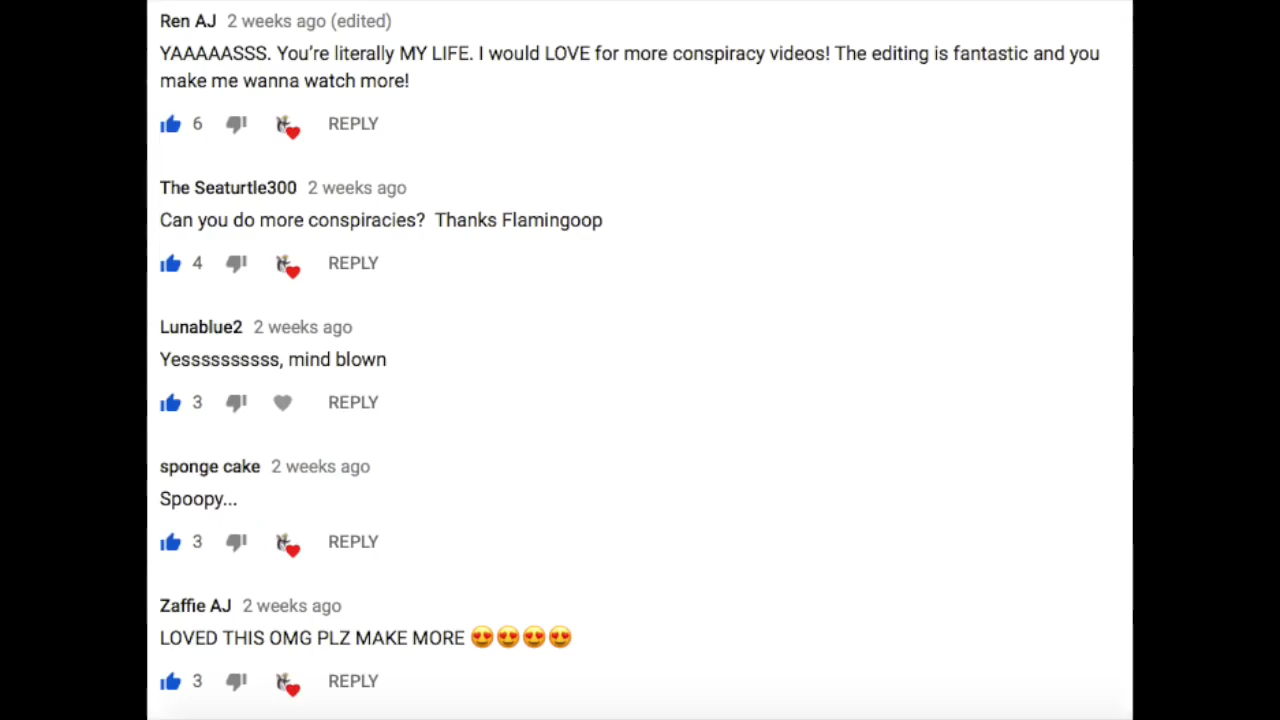 Ren AJ 2 weeks ago (edited)
YAAAAASSS. You’re literally MY LIFE. I would LOVE for more conspiracy videos! The editing is fantastic and you
make me wanna watch more!
6 REPLY
The Seaturtle300 2 weeks ago
Can you do more conspiracies? Thanks Flamingoop
4 REPLY
Lunablue2 2 weeks ago
Yesssssssssss, mind blown
3 REPLY
sponge cake 2 weeks ago
Spoopy...
3 REPLY
Zaffie AJ 2 weeks ago
LOVED THIS OMG PLZ MAKE MORE 😍😍😍😍
3 REPLY